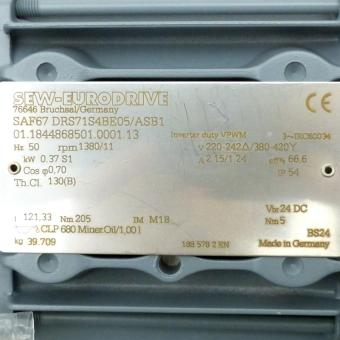 SEW-EURODRIVE
76646 Bruchsal/Germany
SAF67 DRS71S4BE05/ASB1
01.1844868501.0001.13 Inverter duty VPWM 3~IEC60034
Hz 50 rpm 1380/11 V 220-242Δ/380-420Y
kW 0.37 S1 A 2.15/1.24 eff% 66.6
Cos φ0,70 IP 54
Th.Cl. 130(B)
i 121,33 Nm 205 IM M1B Vbr 24 DC
CLP 680 Miner.Oil/1,00 l Nm 5
kg 39.709 188 578 2 EN BS24
Made in Germany
CE